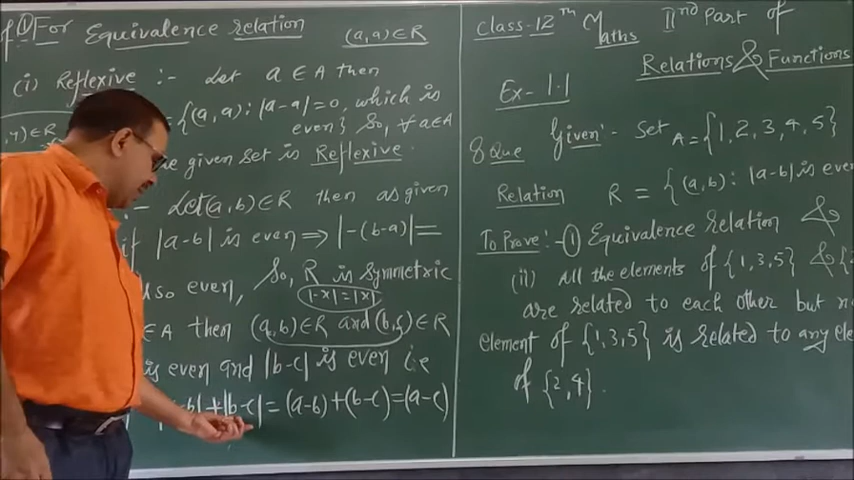 of ① For Equivalence relation (a,a)∈R
(i) Reflexive :- Let a∈A then
,y)∈R = {(a,a): |a-a|=0, which is
even} So, ∀ a∈A
given set is Reflexive.
:- Let (a,b)∈R then as given
if |a-b| is even ⟹ |-(b-a)|=
also even, So, R is symmetric
|-x|=|x|
∈A then (a,b)∈R and (b,c)∈R
is even and |b-c| is even i.e
-b|+|b-c|=(a-b)+(b-c)=(a-c)
Class-12th Maths IInd Part of
Relations & Functions
Ex-1.1
8 Que Given:- Set A={1,2,3,4,5}
Relation R = {(a,b): |a-b| is even
To Prove:- ① Equivalence Relation &
(ii) All the elements of {1,3,5} & {2
are related to each other but n
element of {1,3,5} is related to any ele
of {2,4}.